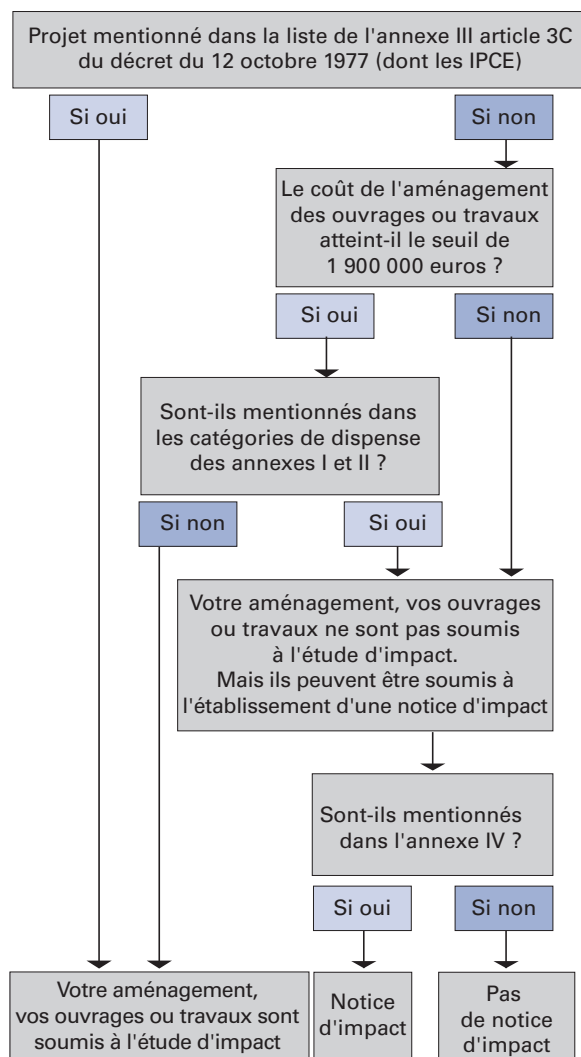 Projet mentionné dans la liste de l'annexe III article 3C
du décret du 12 octobre 1977 (dont les IPCE)
Si oui
Si non
Le coût de l'aménagement
des ouvrages ou travaux
atteint-il le seuil de
1 900 000 euros ?
Si oui
Si non
Sont-ils mentionnés dans
les catégories de dispense
des annexes I et II ?
Si non
Si oui
Votre aménagement, vos ouvrages
ou travaux ne sont pas soumis
à l'étude d'impact.
Mais ils peuvent être soumis à
l'établissement d'une notice d'impact
Sont-ils mentionnés
dans l'annexe IV ?
Si oui
Si non
Votre aménagement,
vos ouvrages ou travaux sont
soumis à l'étude d'impact
Notice
d'impact
Pas
de notice
d'impact